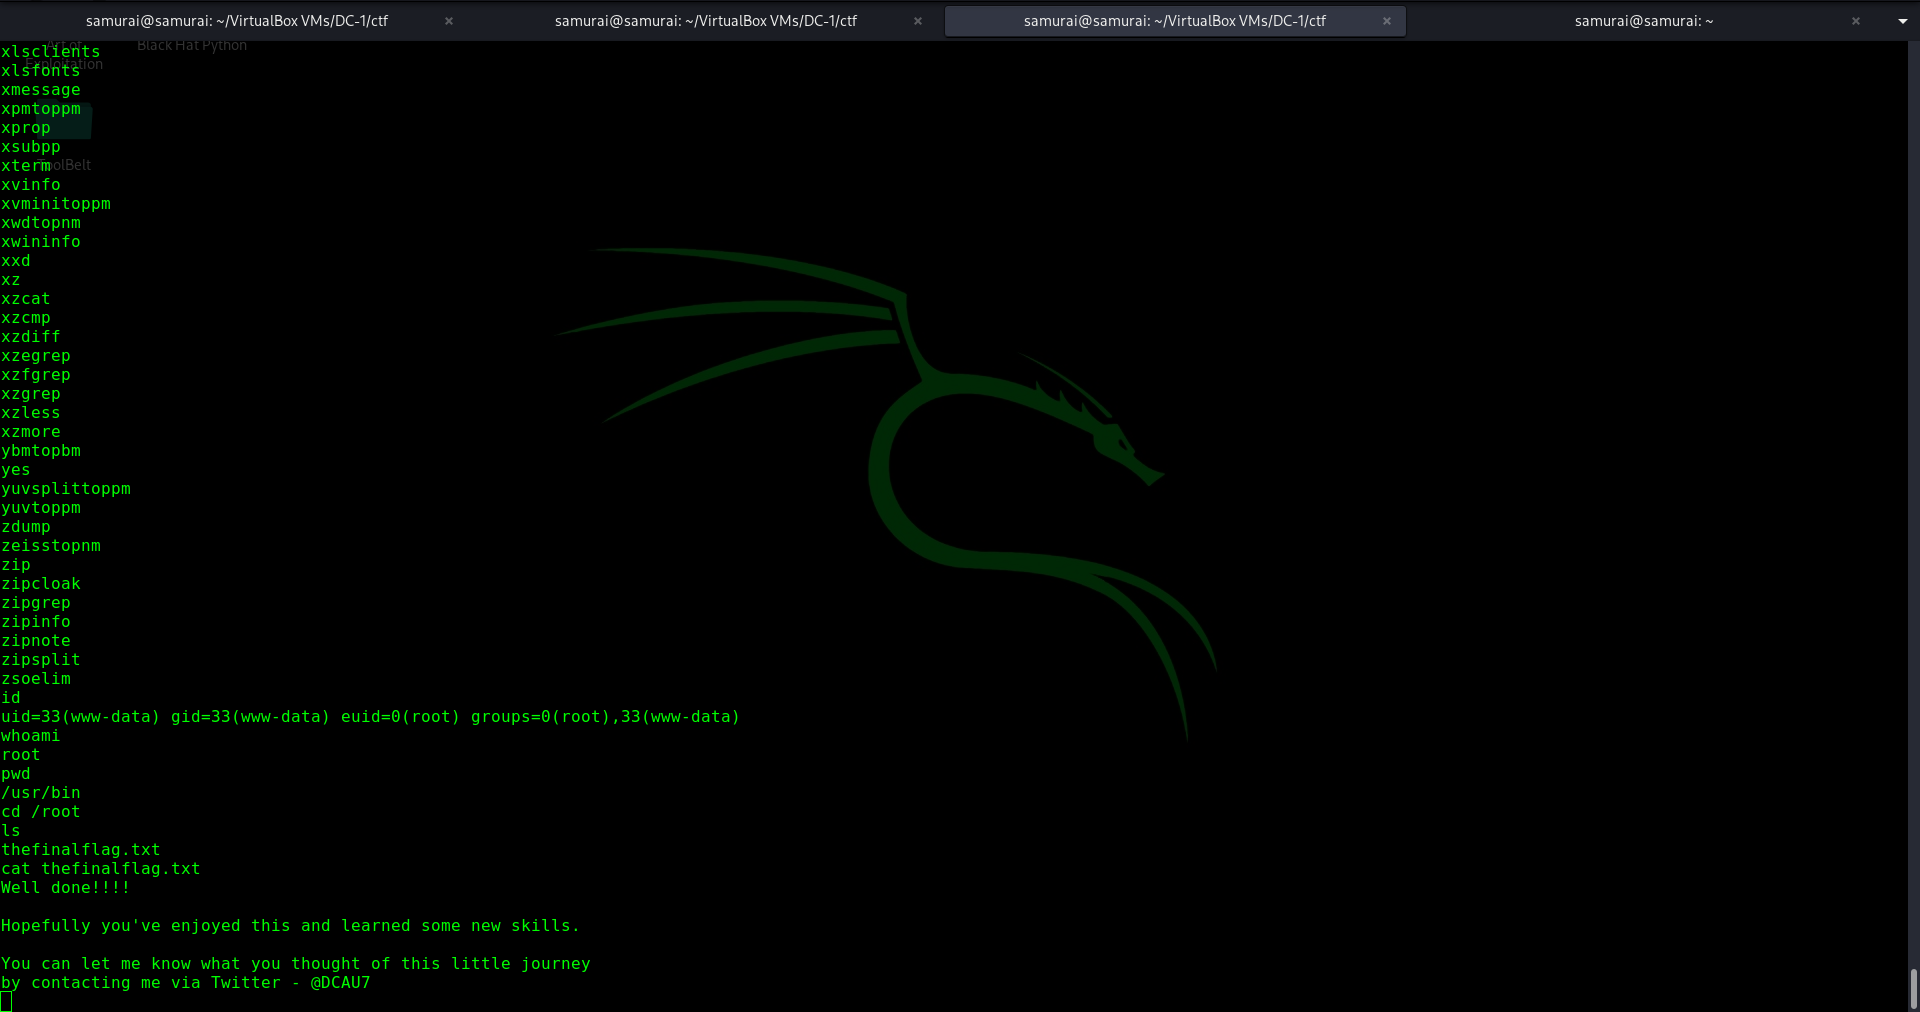 samurai@samurai: ~/VirtualBox VMs/DC-1/ctf × samurai@samurai: ~/VirtualBox VMs/DC-1/ctf × samurai@samurai: ~/VirtualBox VMs/DC-1/ctf × samurai@samurai: ~ ×
Art of
Exploitation
Black Hat Python
ToolBelt
xlsclients
xlsfonts
xmessage
xpmtoppm
xprop
xsubpp
xterm
xvinfo
xvminitoppm
xwdtopnm
xwininfo
xxd
xz
xzcat
xzcmp
xzdiff
xzegrep
xzfgrep
xzgrep
xzless
xzmore
ybmtopbm
yes
yuvsplittoppm
yuvtoppm
zdump
zeisstopnm
zip
zipcloak
zipgrep
zipinfo
zipnote
zipsplit
zsoelim
id
uid=33(www-data) gid=33(www-data) euid=0(root) groups=0(root),33(www-data)
whoami
root
pwd
/usr/bin
cd /root
ls
thefinalflag.txt
cat thefinalflag.txt
Well done!!!!
Hopefully you've enjoyed this and learned some new skills.
You can let me know what you thought of this little journey
by contacting me via Twitter - @DCAU7